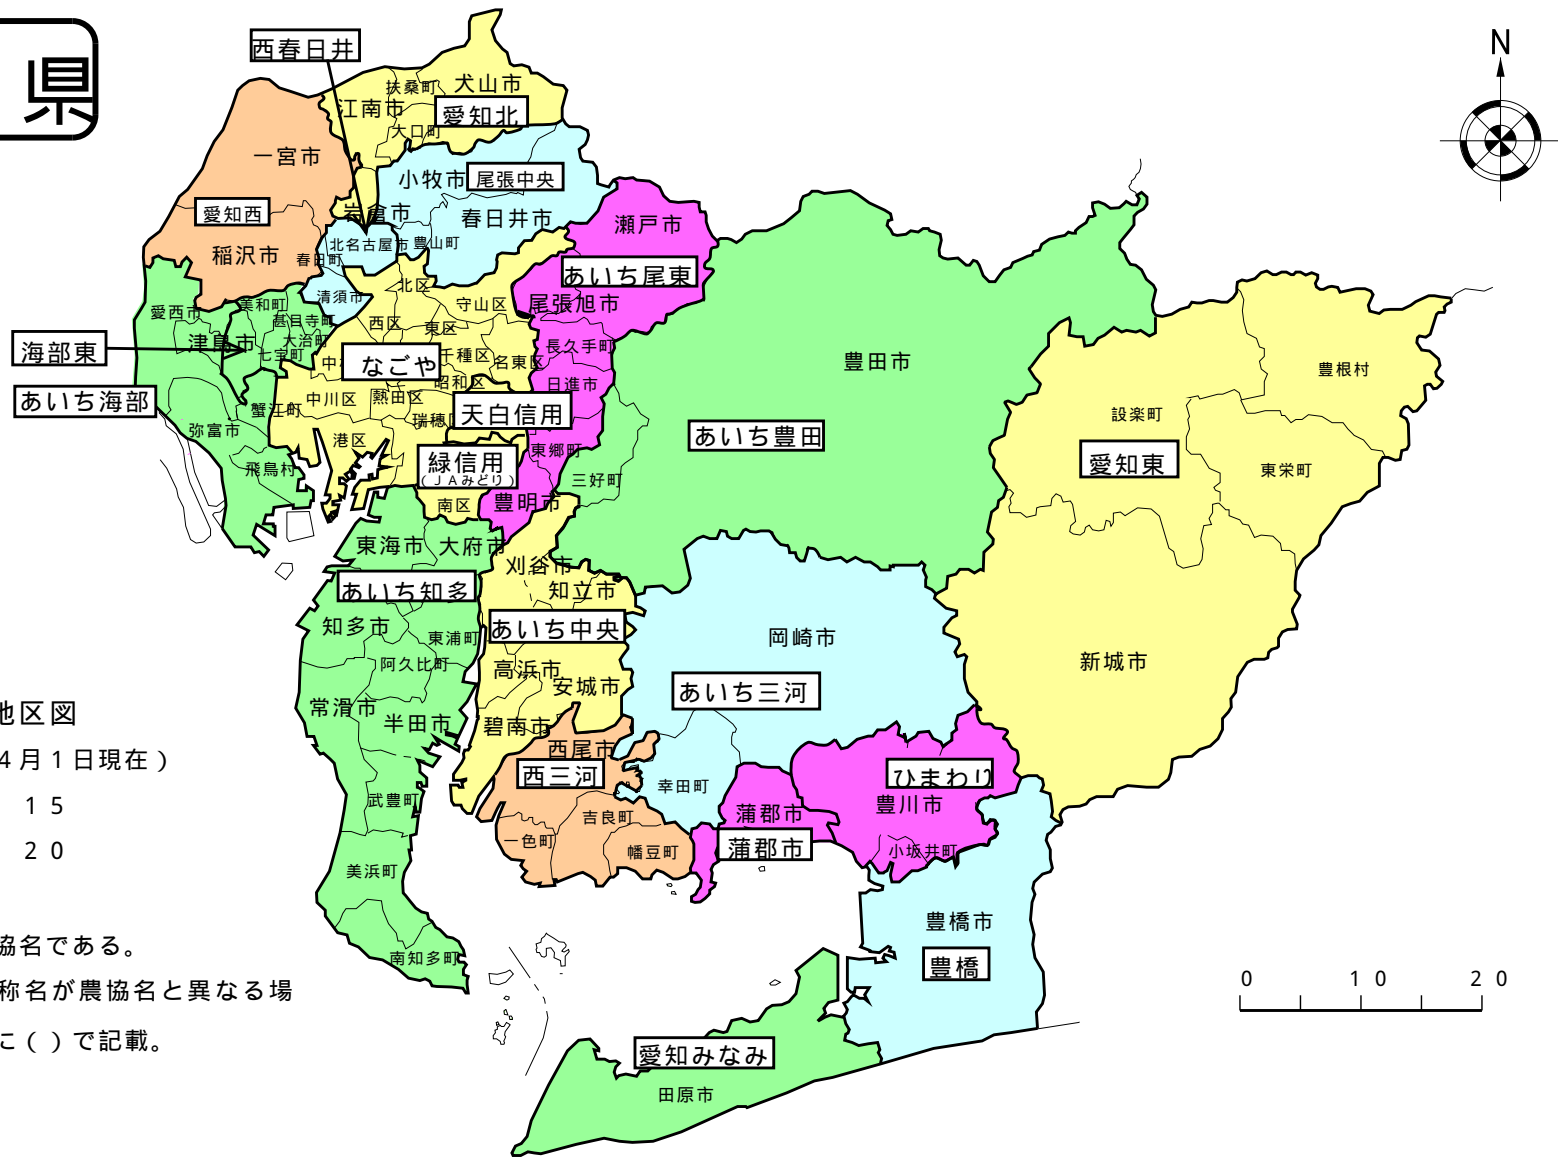 県
N
西春日井
扶桑町
犬山市
江南市
愛知北
大口町
一宮市
小牧市
尾張中央
愛知西
岩倉市
春日井市
瀬戸市
稲沢市
北名古屋市
豊山町
春日町
あいち尾東
北区
清須市
守山区
尾張旭市
愛西市
美和町
甚目寺町
西区
東区
津島市
大治町
七宝町
海部東
なごや
千種区
名東区
長久手町
豊田市
昭和区
日進市
豊根村
あいち海部
中川区
熱田区
蟹江町
天白信用
瑞穂区
設楽町
弥富市
港区
あいち豊田
東郷町
緑信用
(ＪＡみどり)
愛知東
飛島村
東栄町
三好町
南区
豊明市
東海市
大府市
刈谷市
あいち知多
知立市
知多市
東浦町
あいち中央
岡崎市
阿久比町
高浜市
新城市
安城市
あいち三河
常滑市
半田市
碧南市
地区図
西尾市
4月1日現在）
西三河
ひまわり
幸田町
15
武豊町
豊川市
蒲郡市
吉良町
一色町
蒲郡市
幡豆町
小坂井町
20
美浜町
豊橋市
協名である。
南知多町
豊橋
称名が農協名と異なる場
0 10 20
に（ ）で記載。
愛知みなみ
田原市